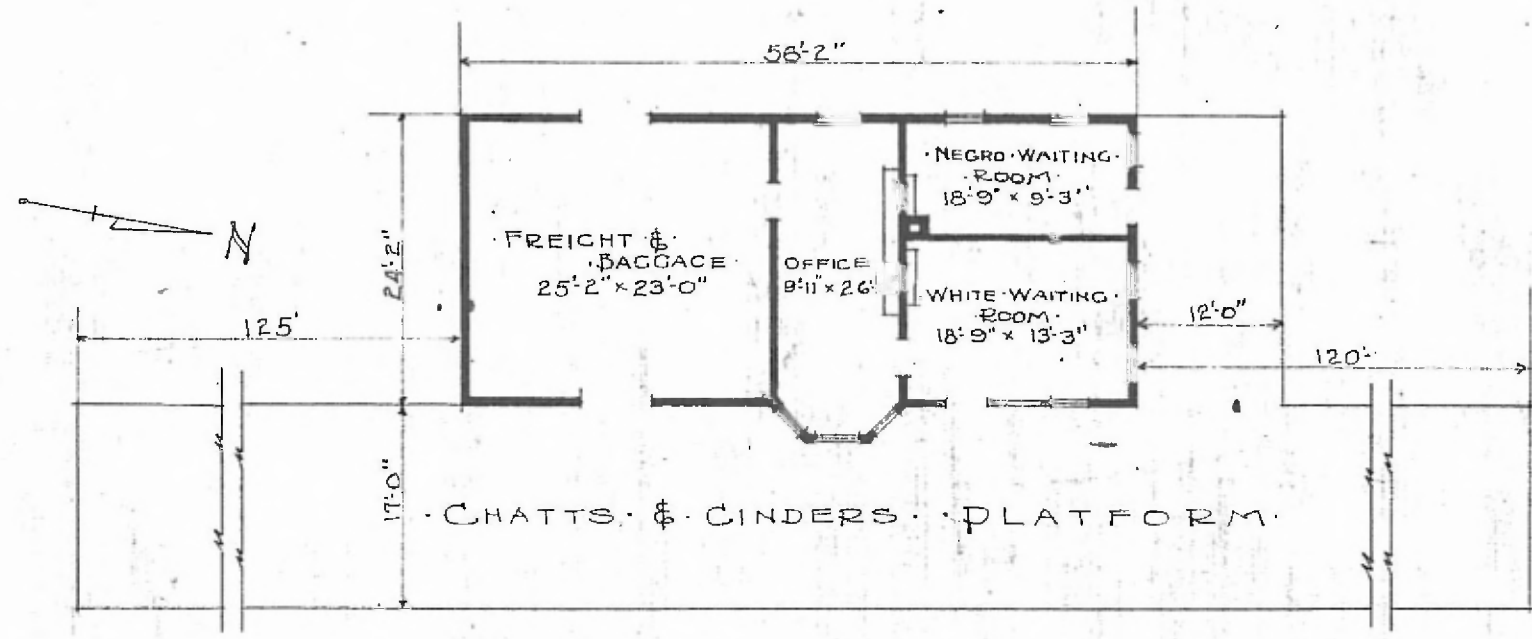 56'-2"
N
24'-2"
125'
17'-0"
·FREIGHT·&·
·BAGGAGE·
25'-2" × 23'-0"
OFFICE
9'-11" × 26'
·NEGRO·WAITING·
·ROOM·
18'-9" × 9'-3"
·WHITE·WAITING·
·ROOM·
18'-9" × 13'-3"
12'-0"
120'
·CHATTS·&·CINDERS·PLATFORM·